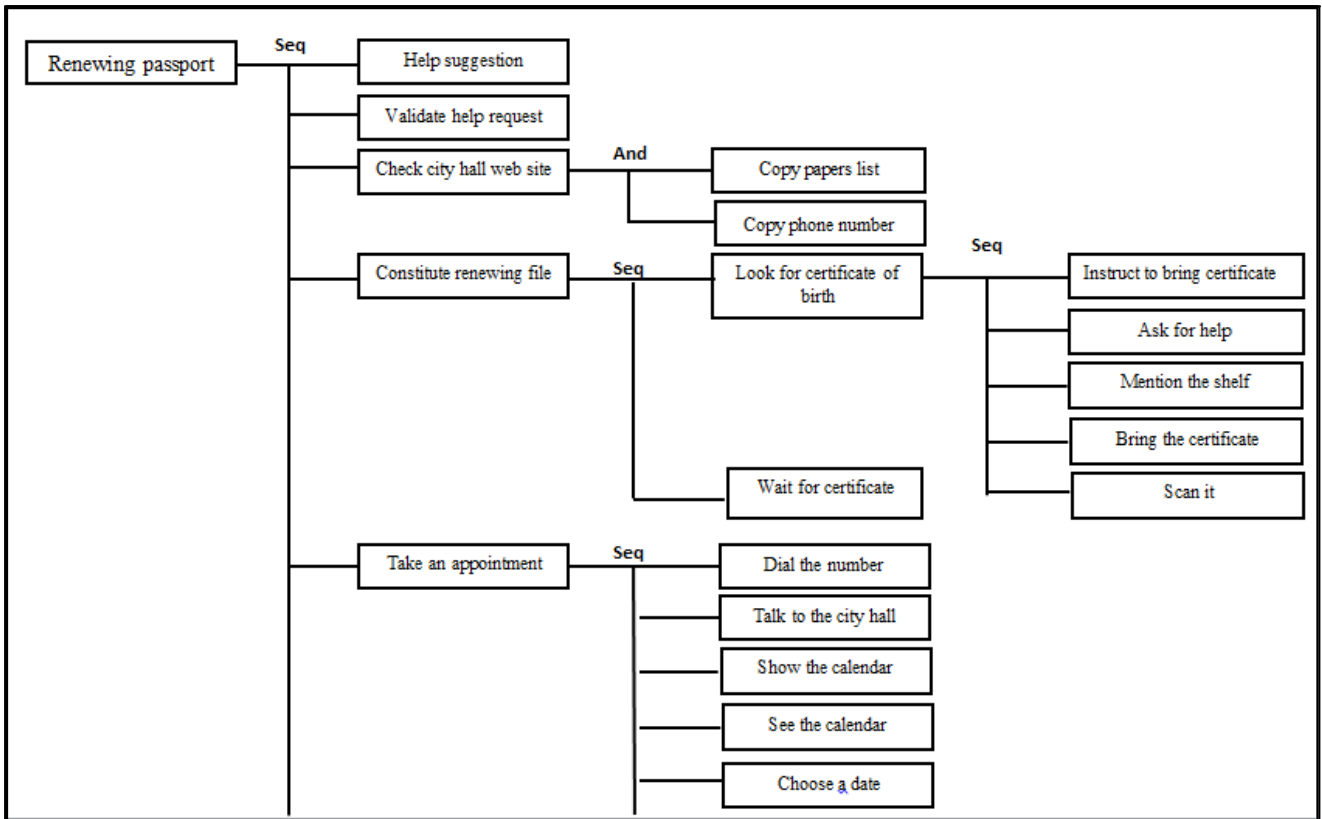 Seq
Renewing passport
Help suggestion
Validate help request
Check city hall web site
And
Copy papers list
Copy phone number
Constitute renewing file
Seq
Look for certificate of
birth
Seq
Instruct to bring certificate
Ask for help
Mention the shelf
Bring the certificate
Scan it
Wait for certificate
Take an appointment
Seq
Dial the number
Talk to the city hall
Show the calendar
See the calendar
Choose a date